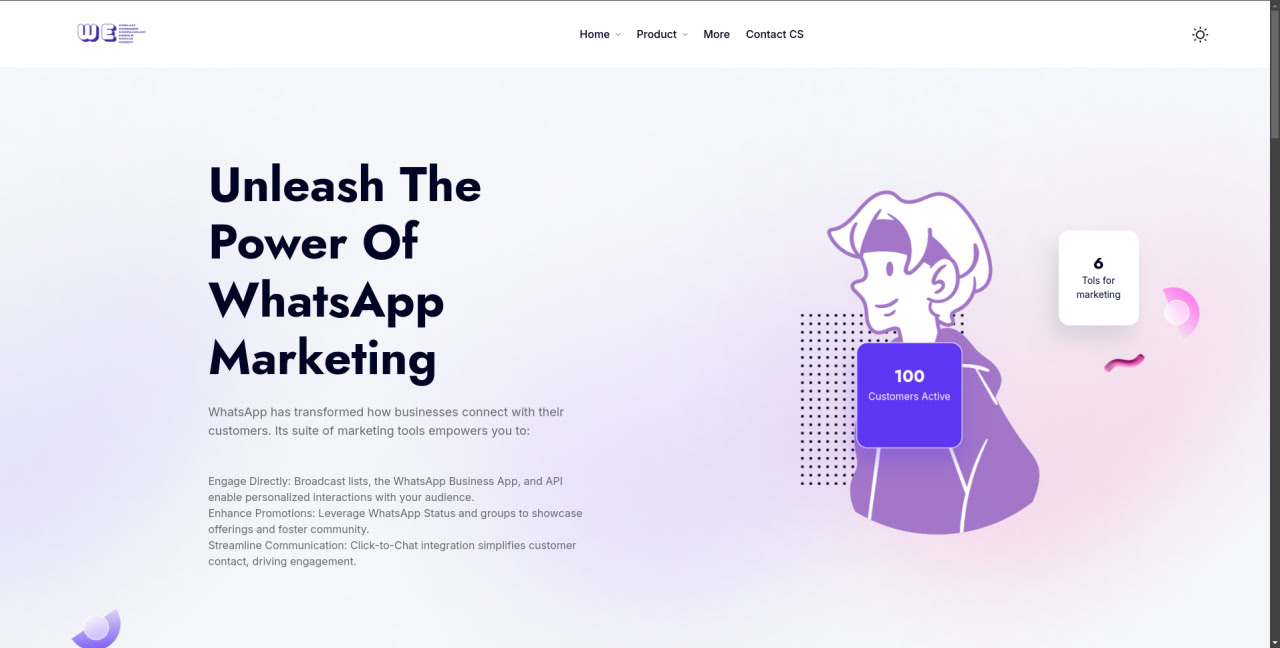 WE
Home
Product
More
Contact CS
Unleash The
Power Of
WhatsApp
Marketing
WhatsApp has transformed how businesses connect with their
customers. Its suite of marketing tools empowers you to:
Engage Directly: Broadcast lists, the WhatsApp Business App, and API
enable personalized interactions with your audience.
Enhance Promotions: Leverage WhatsApp Status and groups to showcase
offerings and foster community.
Streamline Communication: Click-to-Chat integration simplifies customer
contact, driving engagement.
6
Tols for
marketing
100
Customers Active